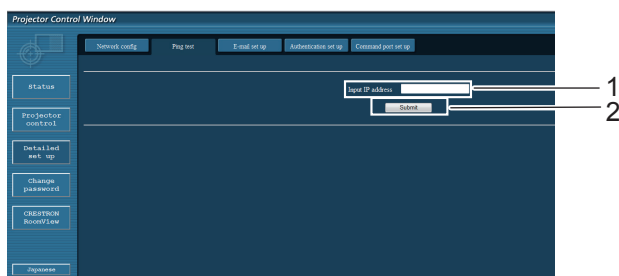 Projector Control Window
Network config Ping test E-mail set up Authentication set up Command port set up
Status
Input IP address
1
Submit
2
Projector
control
Detailed
set up
Change
password
CRESTRON
RoomView
Japanese